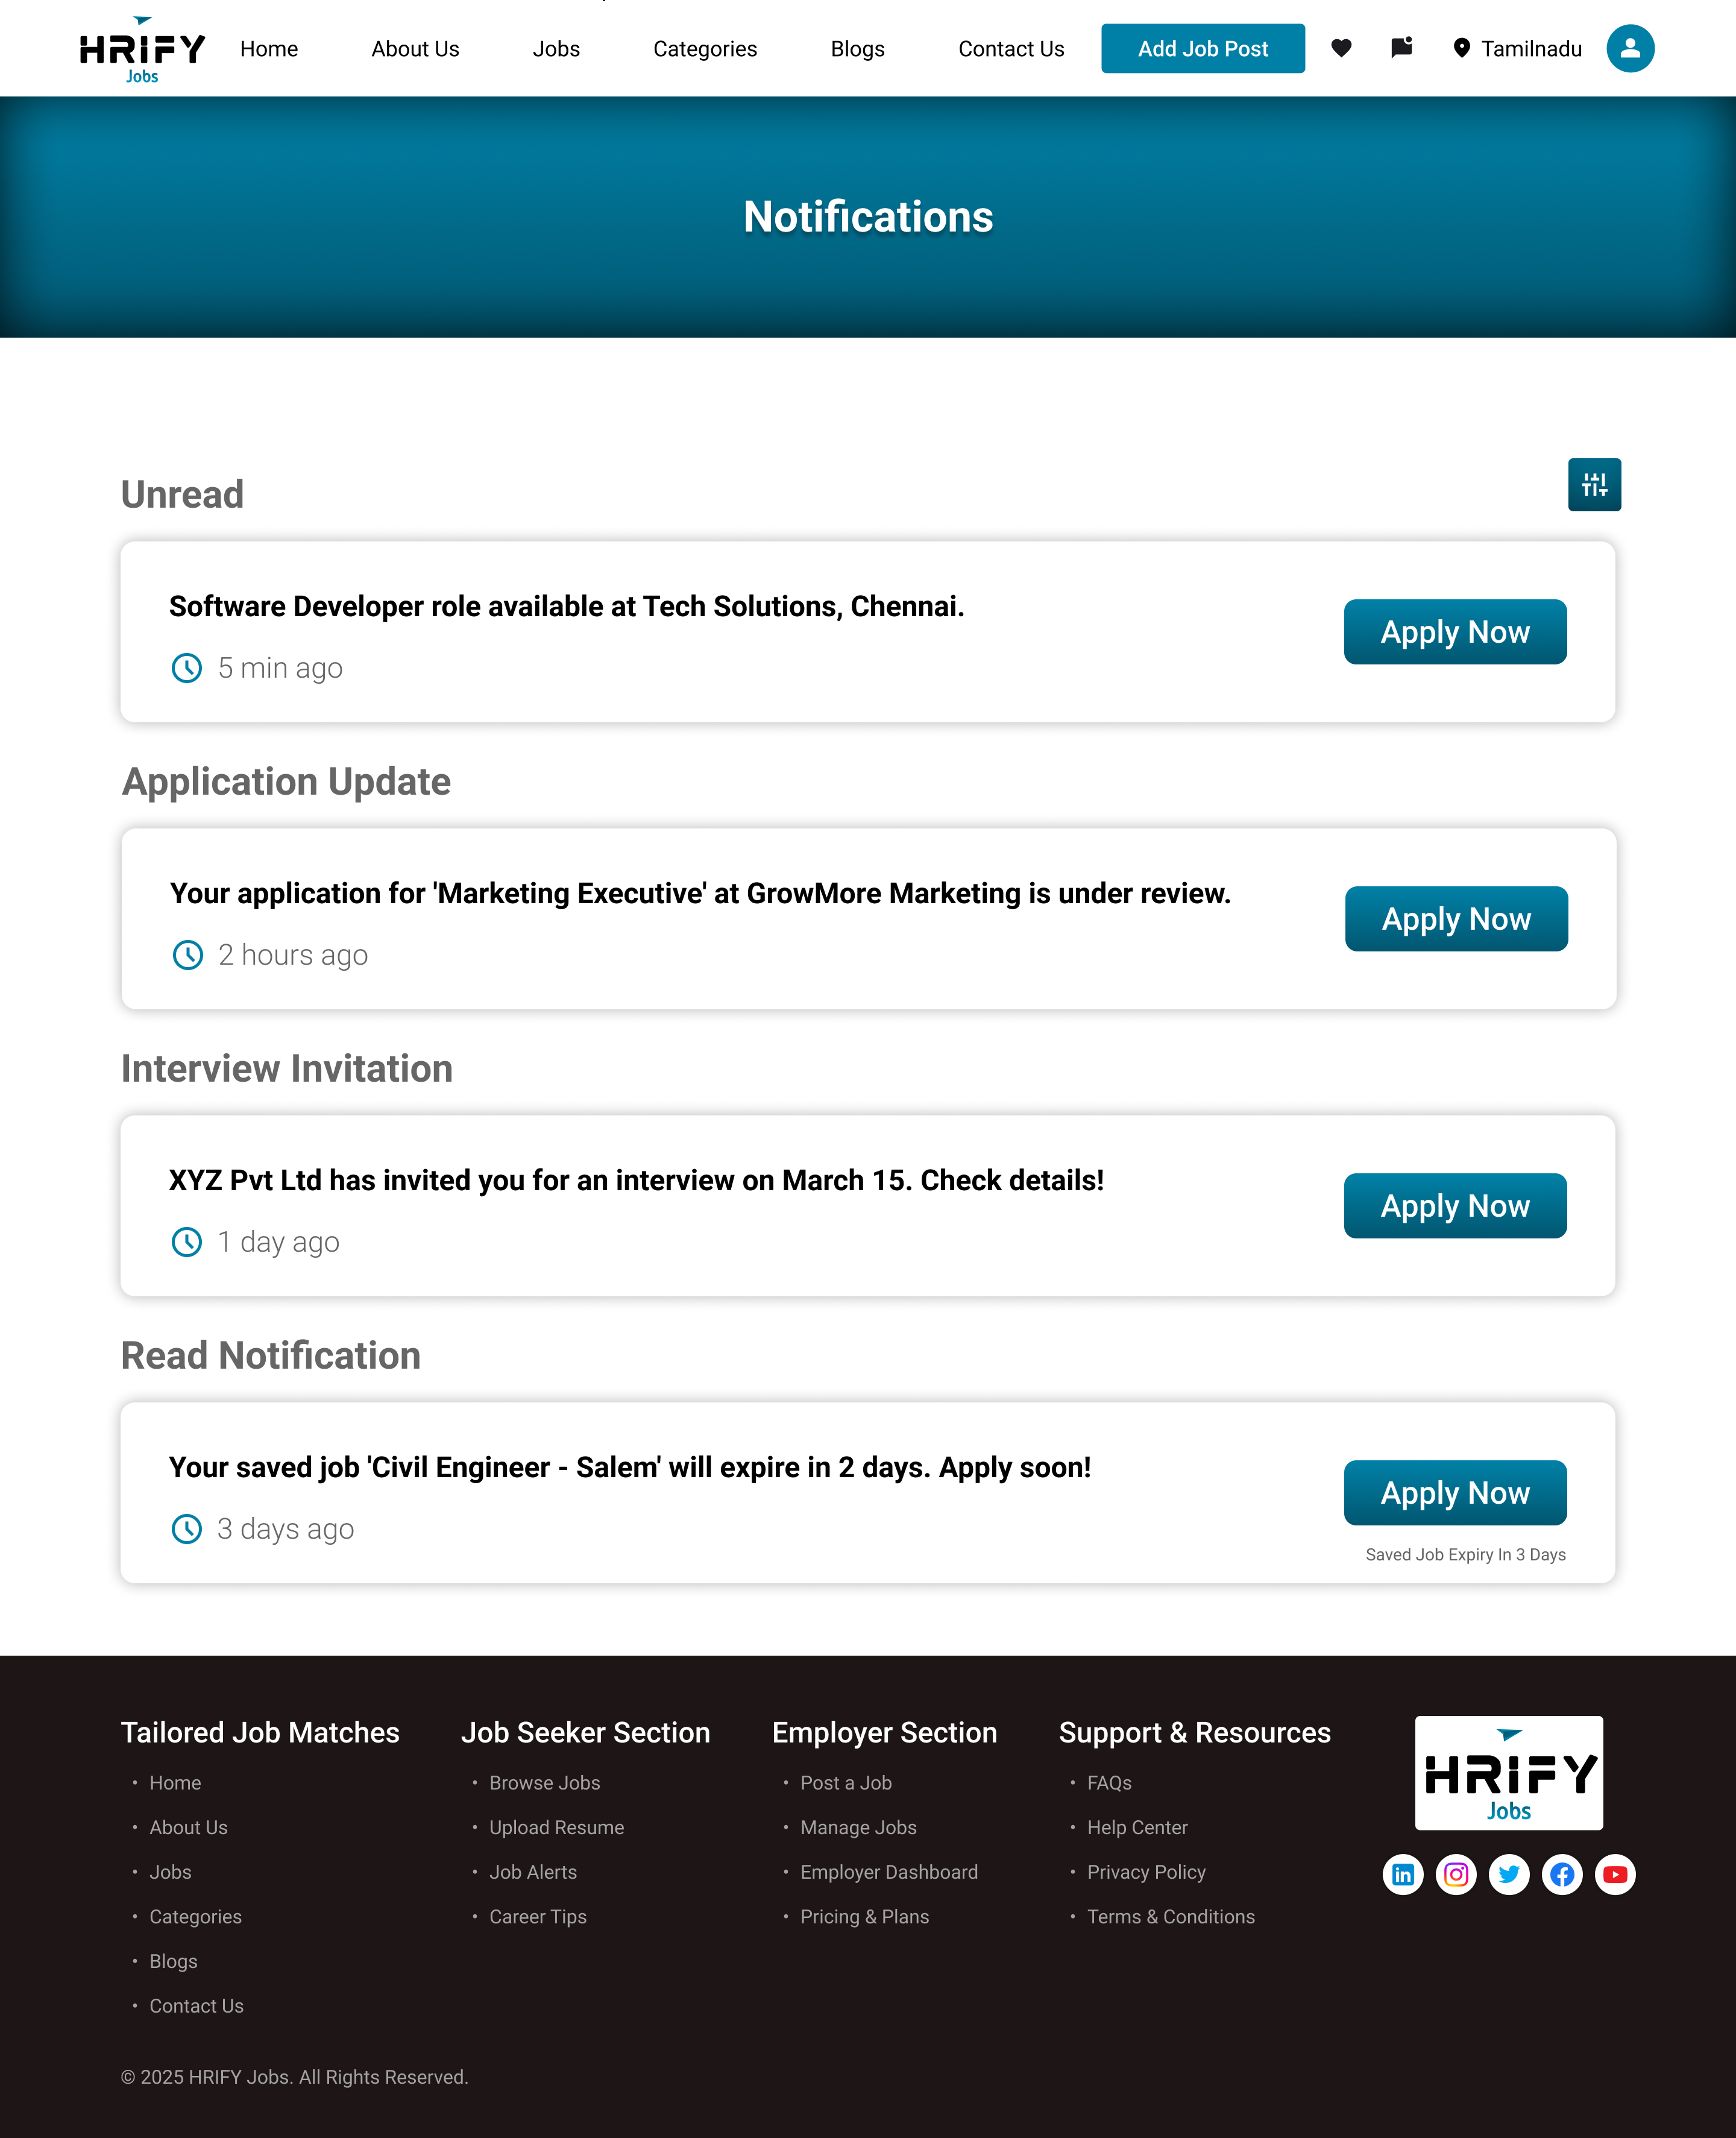 HRIFY
Jobs
Home About Us Jobs Categories Blogs Contact Us Add Job Post Tamilnadu
Notifications
Unread
Software Developer role available at Tech Solutions, Chennai.
Apply Now
5 min ago
Application Update
Your application for 'Marketing Executive' at GrowMore Marketing is under review.
Apply Now
2 hours ago
Interview Invitation
XYZ Pvt Ltd has invited you for an interview on March 15. Check details!
Apply Now
1 day ago
Read Notification
Your saved job 'Civil Engineer - Salem' will expire in 2 days. Apply soon!
Apply Now
3 days ago
Saved Job Expiry In 3 Days
Tailored Job Matches
• Home
• About Us
• Jobs
• Categories
• Blogs
• Contact Us
Job Seeker Section
• Browse Jobs
• Upload Resume
• Job Alerts
• Career Tips
Employer Section
• Post a Job
• Manage Jobs
• Employer Dashboard
• Pricing & Plans
Support & Resources
• FAQs
• Help Center
• Privacy Policy
• Terms & Conditions
HRIFY
Jobs
in
© 2025 HRIFY Jobs. All Rights Reserved.